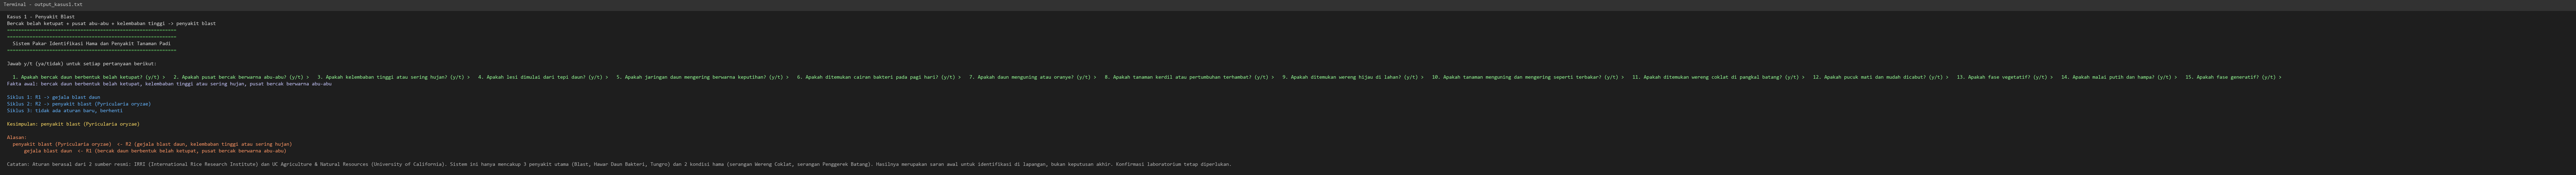 Terminal - output_kasus1.txt
Kasus 1 - Penyakit Blast
Bercak belah ketupat + pusat abu-abu + kelembaban tinggi -> penyakit blast
============================================================
============================================================
Sistem Pakar Identifikasi Hama dan Penyakit Tanaman Padi
============================================================
Jawab y/t (ya/tidak) untuk setiap pertanyaan berikut:
1. Apakah bercak daun berbentuk belah ketupat? (y/t) > 2. Apakah pusat bercak berwarna abu-abu? (y/t) > 3. Apakah kelembaban tinggi atau sering hujan? (y/t) > 4. Apakah lesi dimulai dari tepi daun? (y/t) > 5. Apakah jaringan daun mengering berwarna keputihan? (y/t) > 6. Apakah ditemukan cairan bakteri pada pagi hari? (y/t) > 7. Apakah daun menguning atau oranye? (y/t) > 8. Apakah tanaman kerdil atau pertumbuhan terhambat? (y/t) > 9. Apakah ditemukan wereng hijau di lahan? (y/t) > 10. Apakah tanaman menguning dan mengering seperti terbakar? (y/t) > 11. Apakah ditemukan wereng coklat di pangkal batang? (y/t) > 12. Apakah pucuk mati dan mudah dicabut? (y/t) > 13. Apakah fase vegetatif? (y/t) > 14. Apakah malai putih dan hampa? (y/t) > 15. Apakah fase generatif? (y/t) >
Fakta awal: bercak daun berbentuk belah ketupat, kelembaban tinggi atau sering hujan, pusat bercak berwarna abu-abu
Siklus 1: R1 -> gejala blast daun
Siklus 2: R2 -> penyakit blast (Pyricularia oryzae)
Siklus 3: tidak ada aturan baru, berhenti
Kesimpulan: penyakit blast (Pyricularia oryzae)
Alasan:
penyakit blast (Pyricularia oryzae) <- R2 (gejala blast daun, kelembaban tinggi atau sering hujan)
gejala blast daun <- R1 (bercak daun berbentuk belah ketupat, pusat bercak berwarna abu-abu)
Catatan: Aturan berasal dari 2 sumber resmi: IRRI (International Rice Research Institute) dan UC Agriculture & Natural Resources (University of California). Sistem ini hanya mencakup 3 penyakit utama (Blast, Hawar Daun Bakteri, Tungro) dan 2 kondisi hama (serangan Wereng Coklat, serangan Penggerek Batang). Hasilnya merupakan saran awal untuk identifikasi di lapangan, bukan keputusan akhir. Konfirmasi laboratorium tetap diperlukan.